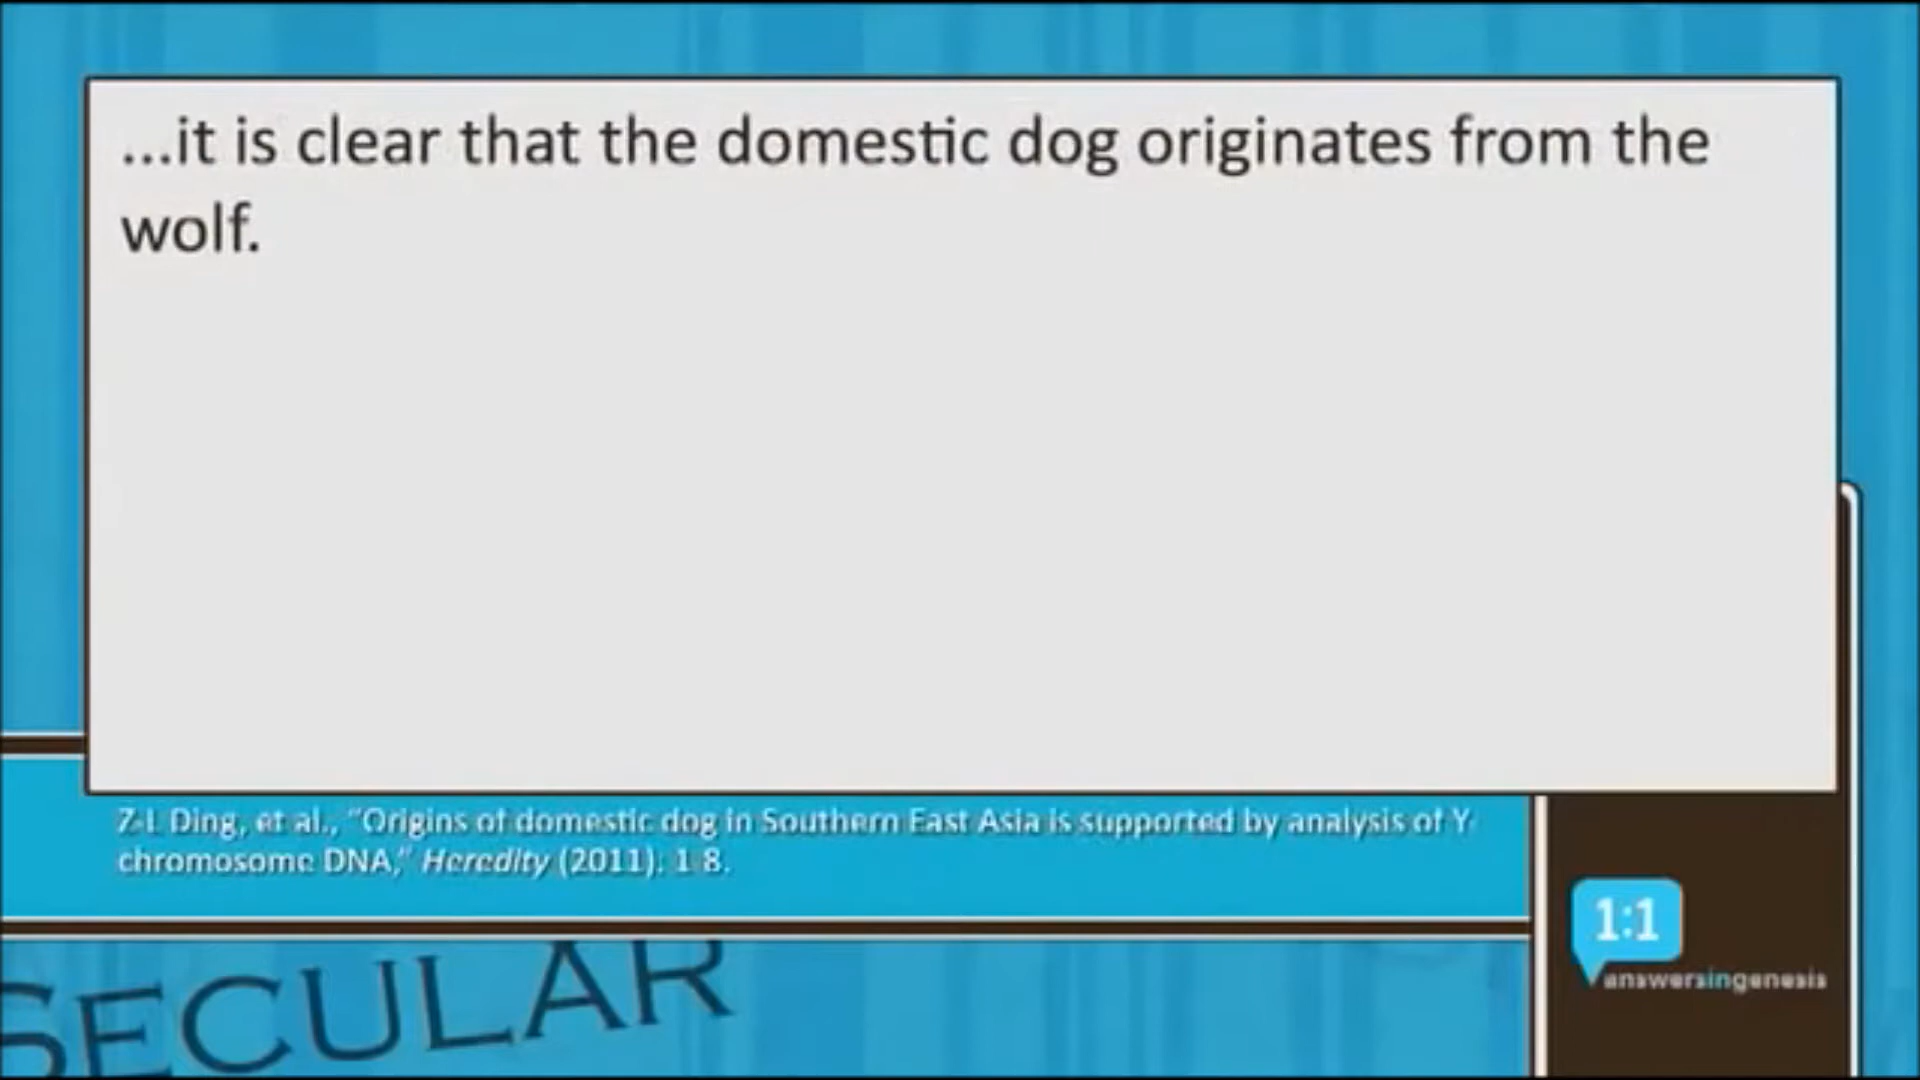 ...it is clear that the domestic dog originates from the
wolf.
Z-L Ding, et al., "Origins of domestic dog in Southern East Asia is supported by analysis of Y-
chromosome DNA," Heredity (2011): 1-8.
SECULAR
1:1
answersingenesis